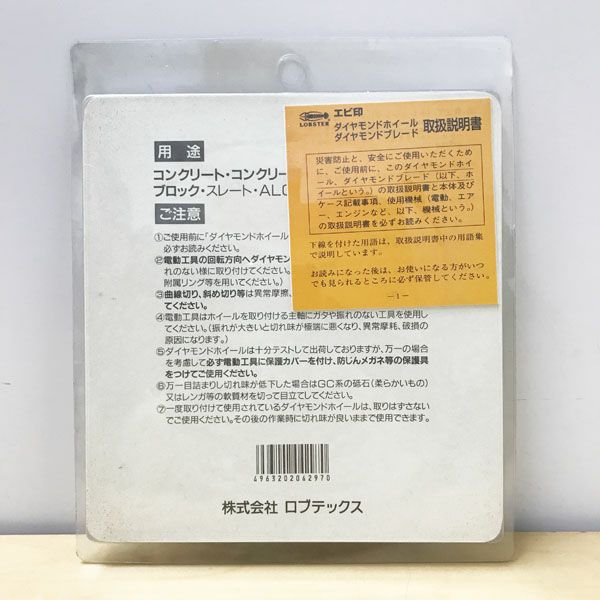 用途
コンクリート・コンクリー
ブロック・スレート・ALC
ご注意
①ご使用前に「ダイヤモンドホイール
必ずお読みください。
②電動工具の回転方向へダイヤモン
れのない様に取り付けてください。
附属リング等を用いてください。)
③曲線切り、斜め切り等は異常摩擦、
てください。
④電動工具はホイールを取り付ける主軸にガタや振れのない工具を使用し
てください。(振れが大きいと切れ味が極端に悪くなり、異常摩耗、破損の
原因になります。)
⑤ダイヤモンドホイールは十分テストして出荷しておりますが、万一の場合
を考慮して必ず電動工具に保護カバーを付け、防じんメガネ等の保護具
をつけてご使用ください。
⑥万一目詰まりし切れ味が低下した場合はGC系の砥石(柔らかいもの)
又はレンガ等の軟質材を切って目立てしてください。
⑦一度取り付けて使用されているダイヤモンドホイールは、取りはずさない
でご使用ください。その後の作業時に切れ味が良いままで使用できます。
4963202062970
株式会社 ロブテックス
LOBSTER
エビ印
ダイヤモンドホイール
ダイヤモンドブレード
取扱説明書
災害防止と、安全にご使用いただくため
に、ご使用前に、このダイヤモンドホイ
ール、ダイヤモンドブレード(以下、ホ
イールという。)の取扱説明書と本体及び
ケース記載事項、使用機械(電動、エア
ー、エンジンなど、以下、機械という。)
の取扱説明書を必ずお読みください。
下線を付けた用語は、取扱説明書中の用語集
で説明しています。
お読みになった後は、お使いになる方がいつ
でも見られるところに必ず保管してください。
―1―